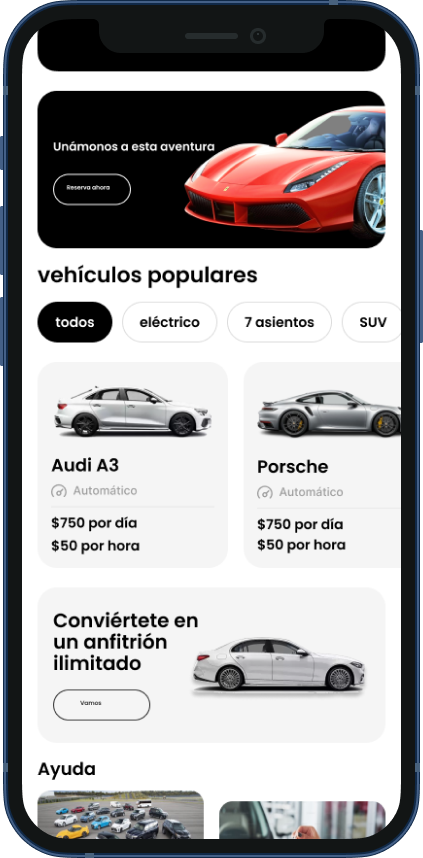 Unámonos a esta aventura
Reserva ahora
vehículos populares
todos
eléctrico
7 asientos
SUV
Audi A3
Automático
$750 por día
$50 por hora
Porsche
Automático
$750 por día
$50 por hora
Conviértete en
un anfitrión
ilimitado
Vamos
Ayuda